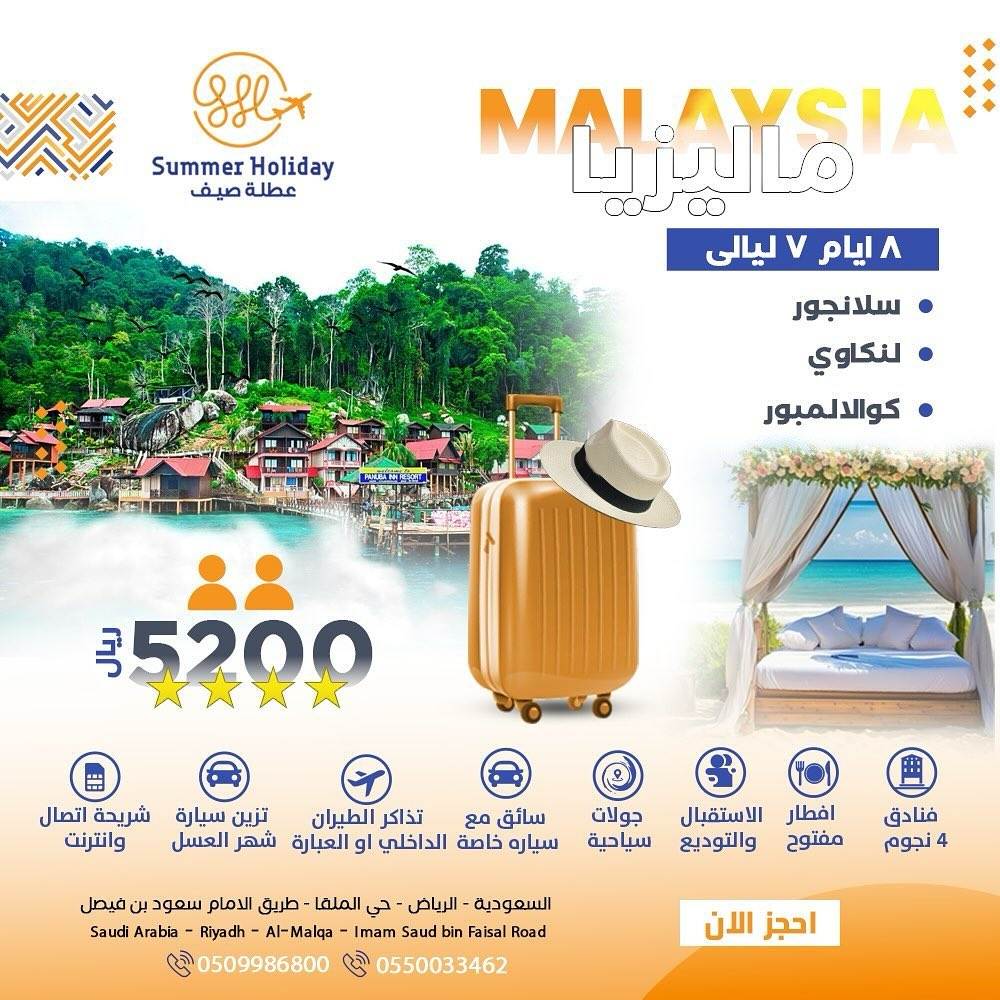 Summer Holiday
عطلة صيف
MALAYSIA
ماليزيا
٨ ايام ٧ ليالى
سلانجور
لنكاوي
كوالالمبور
welcome to
PANUBA INN RESORT
5200 ريال
فنادق
4 نجوم
افطار
مفتوح
الاستقبال
والتوديع
جولات
سياحية
سائق مع
سياره خاصة
تذاكر الطيران
الداخلي او العبارة
تزين سيارة
شهر العسل
شريحة اتصال
وانترنت
السعودية - الرياض - حي الملقا - طريق الامام سعود بن فيصل
Saudi Arabia - Riyadh - Al-Malqa - Imam Saud bin Faisal Road
0509986800 0550033462
احجز الان